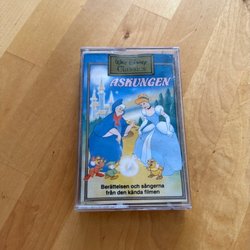 Walt Disney
Classics
ASKUNGEN
Berättelsen och sångerna
från den kända filmen